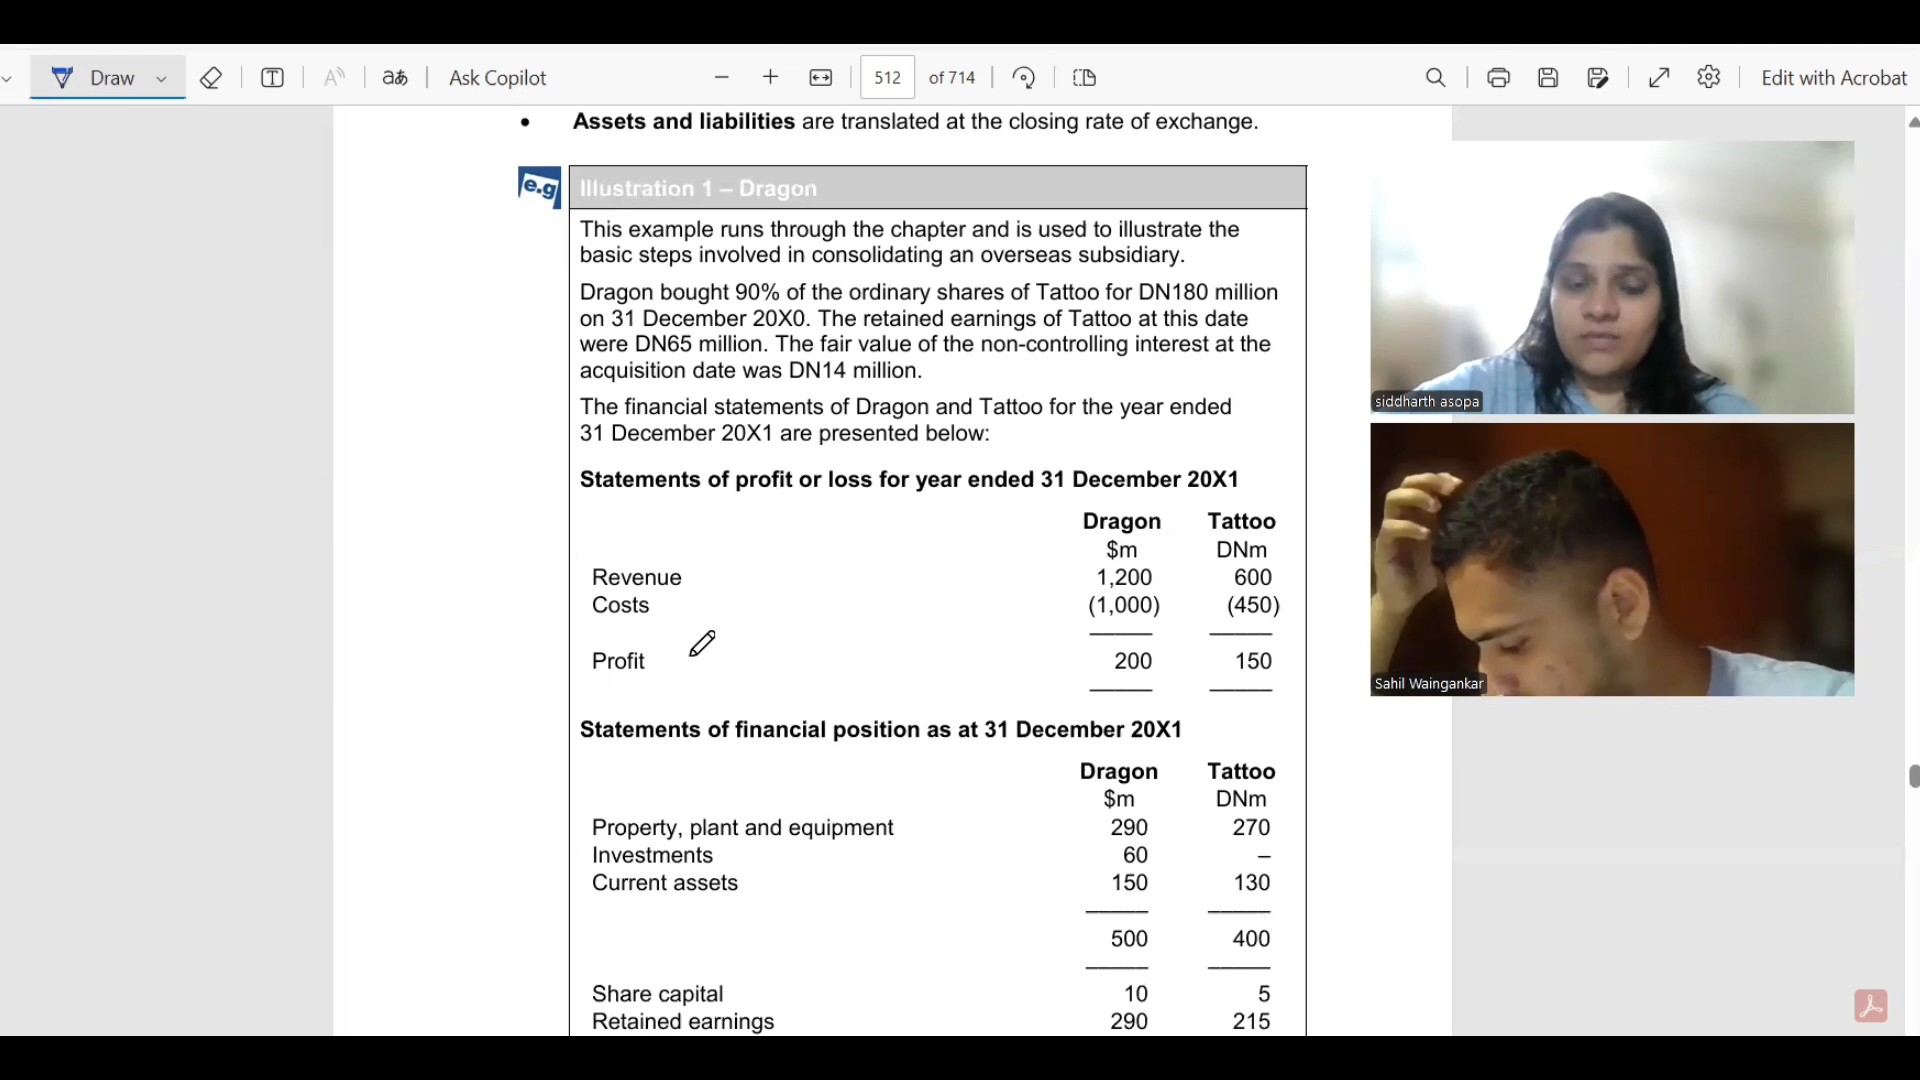 Draw
aあ
Ask Copilot
512
of 714
Edit with Acrobat
• Assets and liabilities are translated at the closing rate of exchange.
e.g
Illustration 1 – Dragon
This example runs through the chapter and is used to illustrate the
basic steps involved in consolidating an overseas subsidiary.
Dragon bought 90% of the ordinary shares of Tattoo for DN180 million
on 31 December 20X0. The retained earnings of Tattoo at this date
were DN65 million. The fair value of the non-controlling interest at the
acquisition date was DN14 million.
The financial statements of Dragon and Tattoo for the year ended
31 December 20X1 are presented below:
Statements of profit or loss for year ended 31 December 20X1
Dragon Tattoo
$m DNm
Revenue 1,200 600
Costs (1,000) (450)
Profit 200 150
Statements of financial position as at 31 December 20X1
Dragon Tattoo
$m DNm
Property, plant and equipment 290 270
Investments 60 –
Current assets 150 130
500 400
Share capital 10 5
Retained earnings 290 215
siddharth asopa
Sahil Waingankar